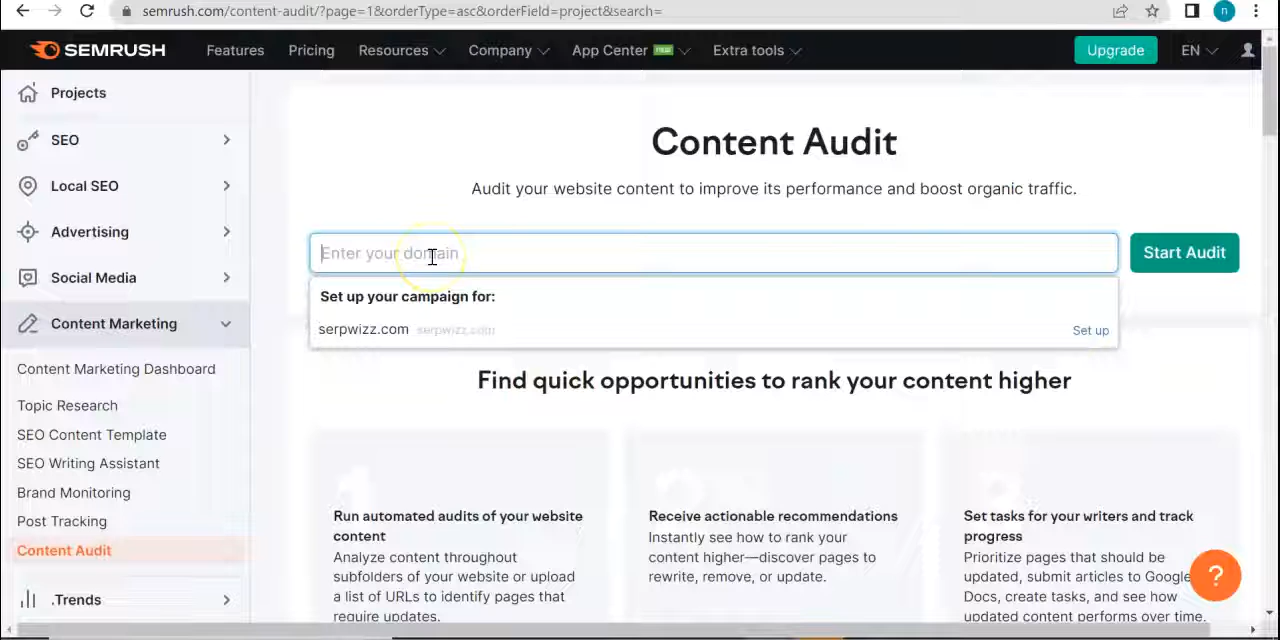 semrush.com/content-audit/?page=1&orderType=asc&orderField=project&search=
n
SEMRUSH
Features
Pricing
Resources
Company
App Center
Extra tools
Upgrade
EN
Projects
SEO
Local SEO
Advertising
Social Media
Content Marketing
Content Marketing Dashboard
Topic Research
SEO Content Template
SEO Writing Assistant
Brand Monitoring
Post Tracking
Content Audit
.Trends
Content Audit
Audit your website content to improve its performance and boost organic traffic.
Enter your domain
Start Audit
Set up your campaign for:
serpwizz.com serpwizz.com
Set up
Find quick opportunities to rank your content higher
Run automated audits of your website
content
Analyze content throughout
subfolders of your website or upload
a list of URLs to identify pages that
require updates.
Receive actionable recommendations
Instantly see how to rank your
content higher—discover pages to
rewrite, remove, or update.
Set tasks for your writers and track
progress
Prioritize pages that should be
updated, submit articles to Google
Docs, create tasks, and see how
updated content performs over time.
?